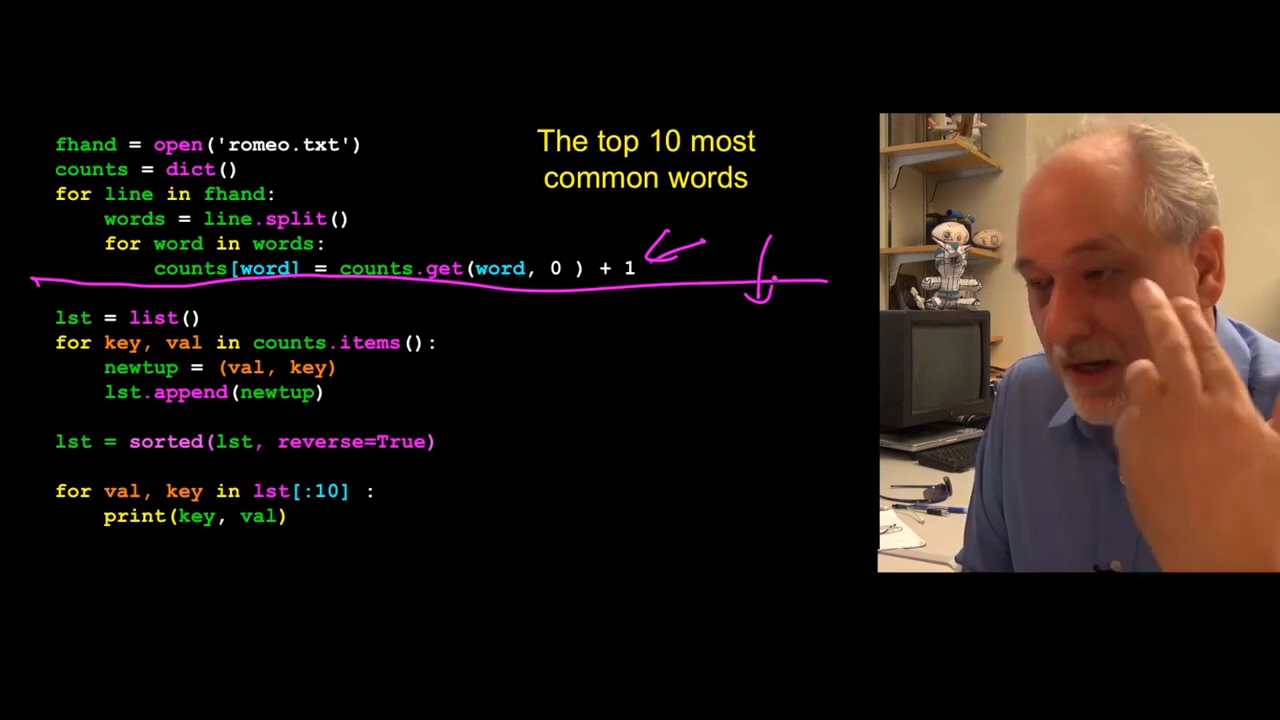 fhand = open('romeo.txt')
counts = dict()
for line in fhand:
    words = line.split()
    for word in words:
        counts[word] = counts.get(word, 0 ) + 1
lst = list()
for key, val in counts.items():
    newtup = (val, key)
    lst.append(newtup)
lst = sorted(lst, reverse=True)
for val, key in lst[:10] :
    print(key, val)
The top 10 most
common words